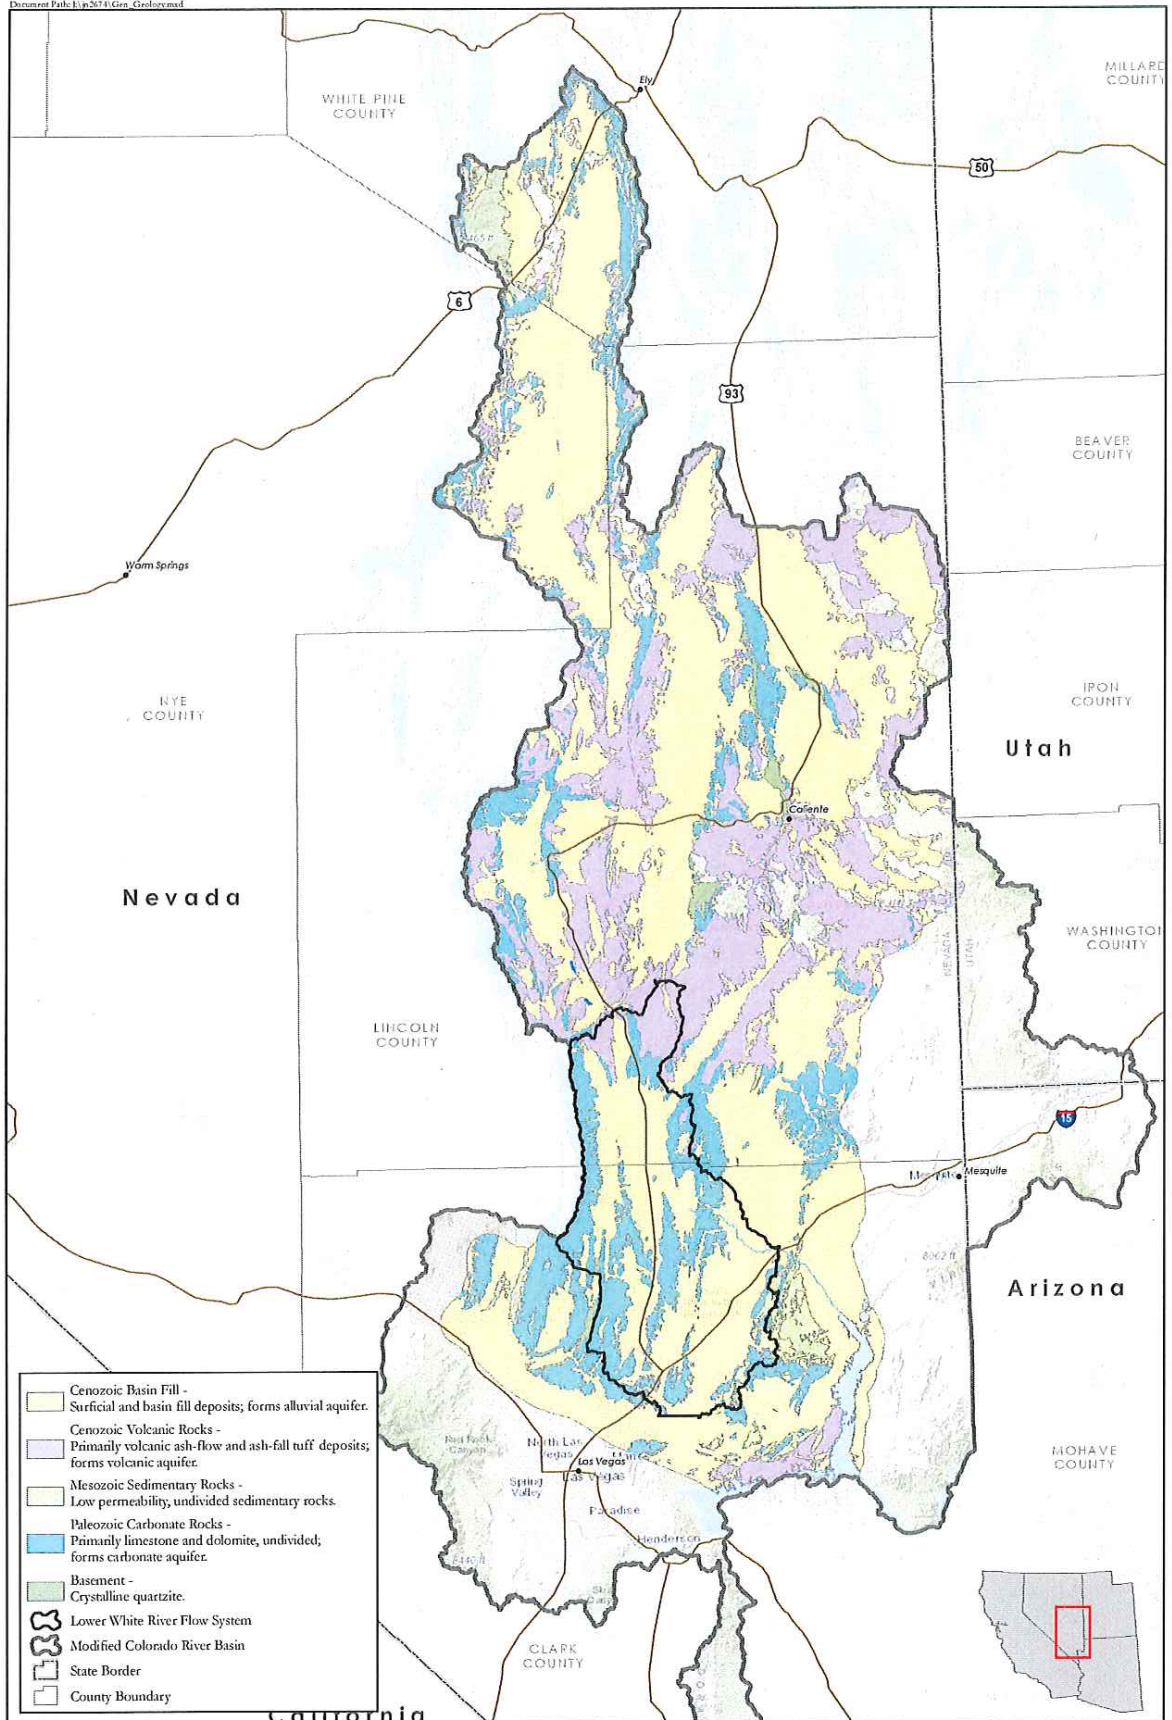 Document Path: E:\jn2674\Gen_Geology.mxd
MILLARD
COUNTY
Ely
WHITE PINE
COUNTY
50
6
93
BEAVER
COUNTY
Warm Springs
NYE
COUNTY
IRON
COUNTY
Utah
Caliente
Nevada
WASHINGTO
COUNTY
NEVADA
UTAH
LINCOLN
COUNTY
15
Mesquite
8062 ft
Arizona
Cenozoic Basin Fill -
Surficial and basin fill deposits; forms alluvial aquifer.
Cenozoic Volcanic Rocks -
Primarily volcanic ash-flow and ash-fall tuff deposits;
forms volcanic aquifer.
Mesozoic Sedimentary Rocks -
Low permeability, undivided sedimentary rocks.
Paleozoic Carbonate Rocks -
Primarily limestone and dolomite, undivided;
forms carbonate aquifer.
Basement -
Crystalline quartzite.
Lower White River Flow System
Modified Colorado River Basin
State Border
County Boundary
Red Rock
Canyon
North Las
Vegas
Las Vegas
Las Vegas
Spring
Valley
Paradise
Henderson
MOHAVE
COUNTY
CLARK
COUNTY
California